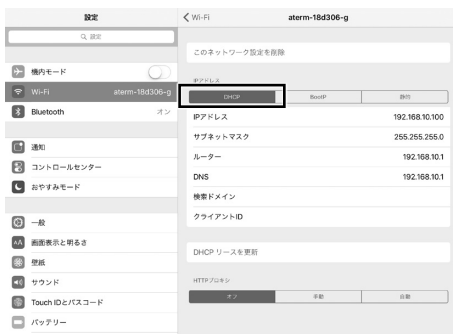 設定
設定
機内モード
Wi-Fi aterm-18d306-g
Bluetooth オン
通知
コントロールセンター
おやすみモード
一般
AA 画面表示と明るさ
壁紙
サウンド
Touch IDとパスコード
バッテリー
Wi-Fi aterm-18d306-g
このネットワーク設定を削除
IPアドレス
DHCP BootP 静的
IPアドレス 192.168.10.100
サブネットマスク 255.255.255.0
ルーター 192.168.10.1
DNS 192.168.10.1
検索ドメイン
クライアントID
DHCP リースを更新
HTTPプロキシ
オフ 手動 自動